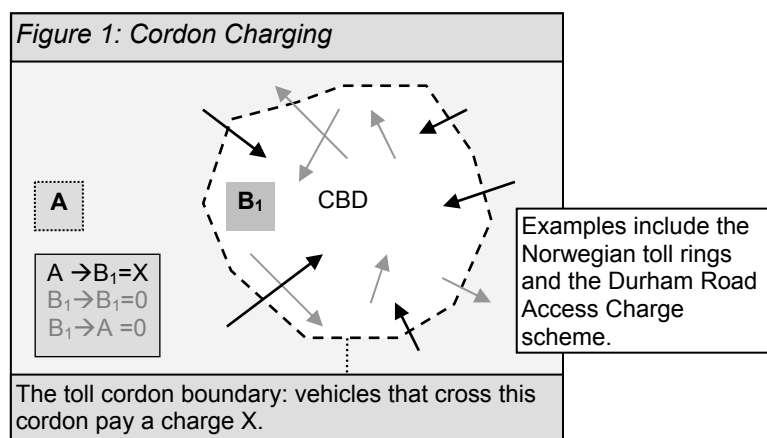 Figure 1: Cordon Charging
A
B₁
CBD
A →B₁=X
B₁→B₁=0
B₁→A =0
Examples include the
Norwegian toll rings
and the Durham Road
Access Charge
scheme.
The toll cordon boundary: vehicles that cross this
cordon pay a charge X.